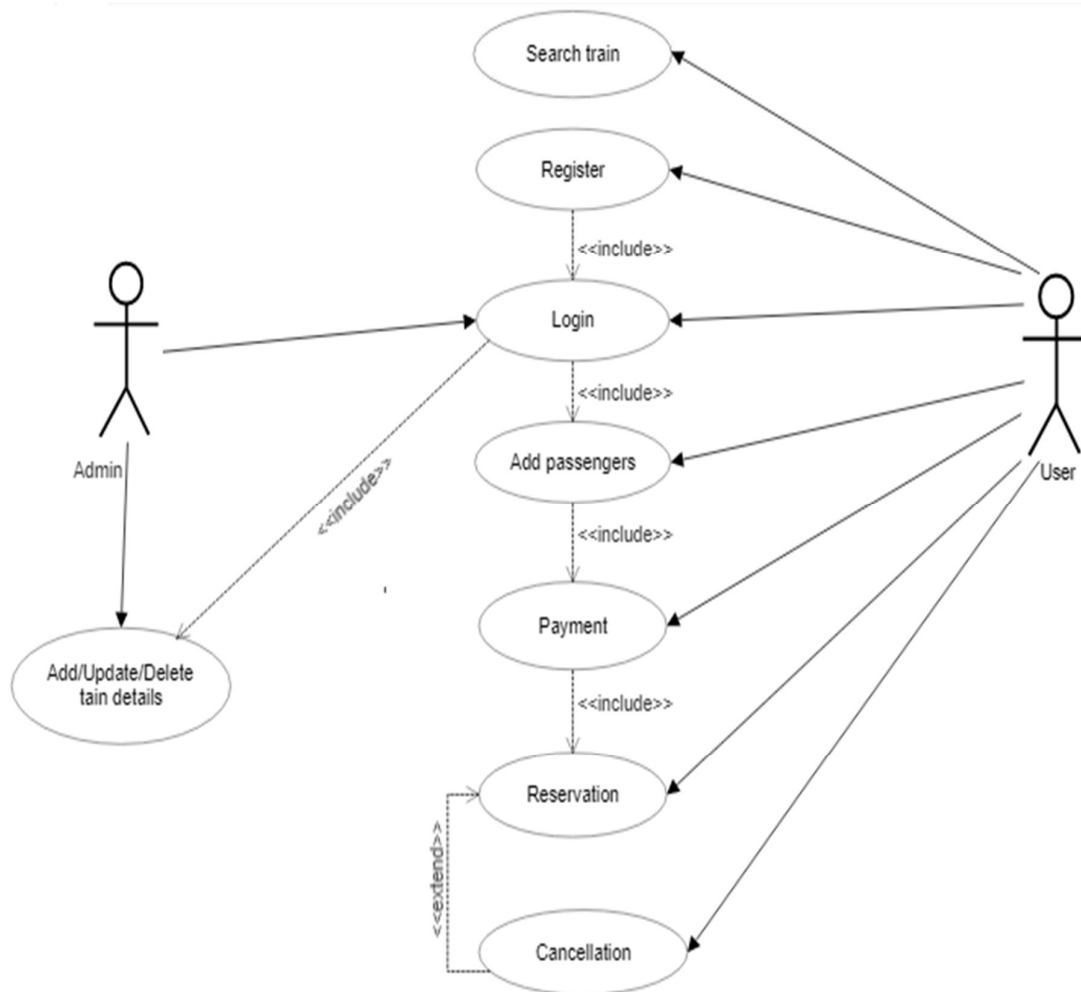 Search train
Register
<<include>>
Login
<<include>>
Add passengers
Admin
<<include>>
User
<<include>>
Payment
Add/Update/Delete
tain details
<<include>>
Reservation
<<extend>>
Cancellation